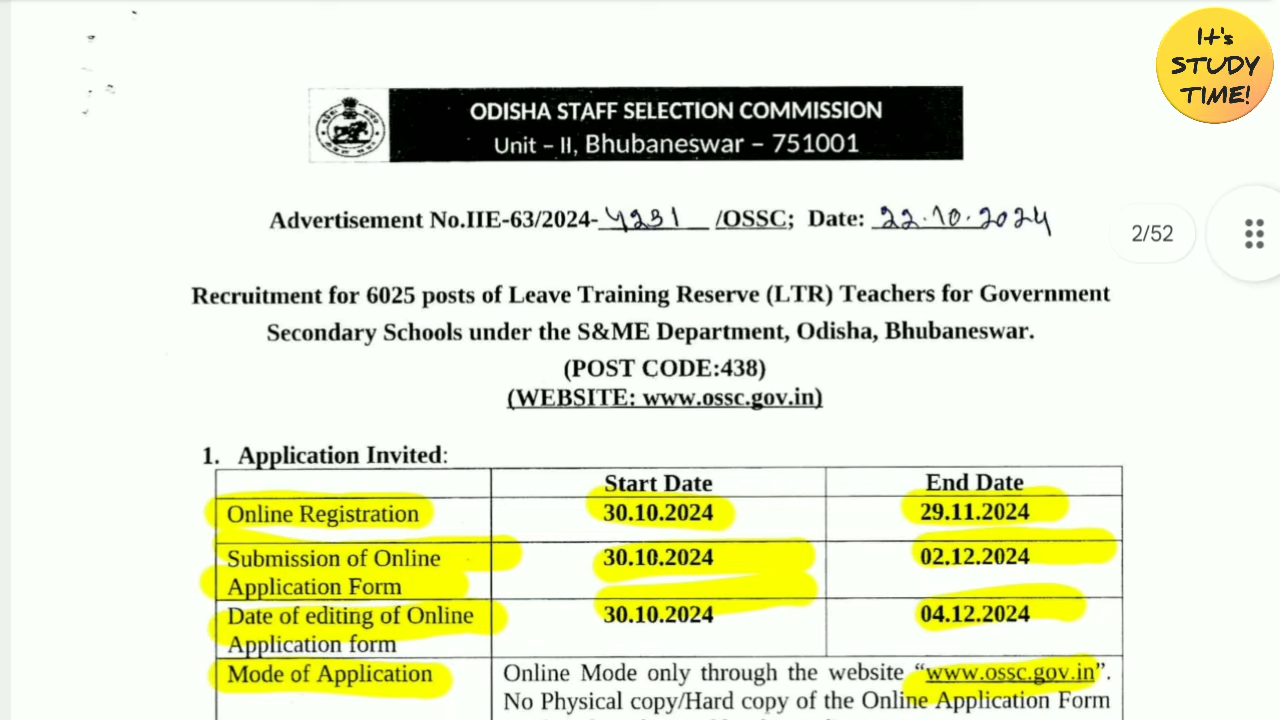 It's
STUDY
TIME!
ODISHA STAFF SELECTION COMMISSION
Unit – II, Bhubaneswar – 751001
Advertisement No.IIE-63/2024- 4231 /OSSC; Date: 22.10.2024
2/52
Recruitment for 6025 posts of Leave Training Reserve (LTR) Teachers for Government
Secondary Schools under the S&ME Department, Odisha, Bhubaneswar.
(POST CODE:438)
(WEBSITE: www.ossc.gov.in)
1. Application Invited:
Start Date End Date
Online Registration 30.10.2024 29.11.2024
Submission of Online 30.10.2024 02.12.2024
Application Form
Date of editing of Online 30.10.2024 04.12.2024
Application form
Mode of Application Online Mode only through the website “www.ossc.gov.in”.
No Physical copy/Hard copy of the Online Application Form